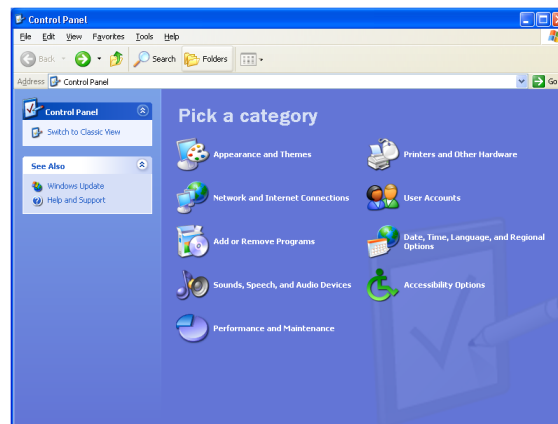 Control Panel
File Edit View Favorites Tools Help
Back Search Folders
Address Control Panel Go
Control Panel
Switch to Classic View
See Also
Windows Update
Help and Support
Pick a category
Appearance and Themes
Printers and Other Hardware
Network and Internet Connections
User Accounts
Add or Remove Programs
Date, Time, Language, and Regional
Options
Sounds, Speech, and Audio Devices
Accessibility Options
Performance and Maintenance